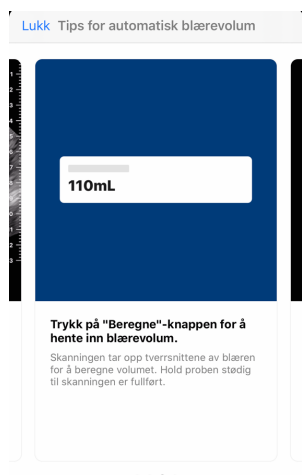 Lukk Tips for automatisk blærevolum
110mL
Trykk på "Beregne"-knappen for å
hente inn blærevolum.
Skanningen tar opp tverrsnittene av blæren
for å beregne volumet. Hold proben stødig
til skanningen er fullført.